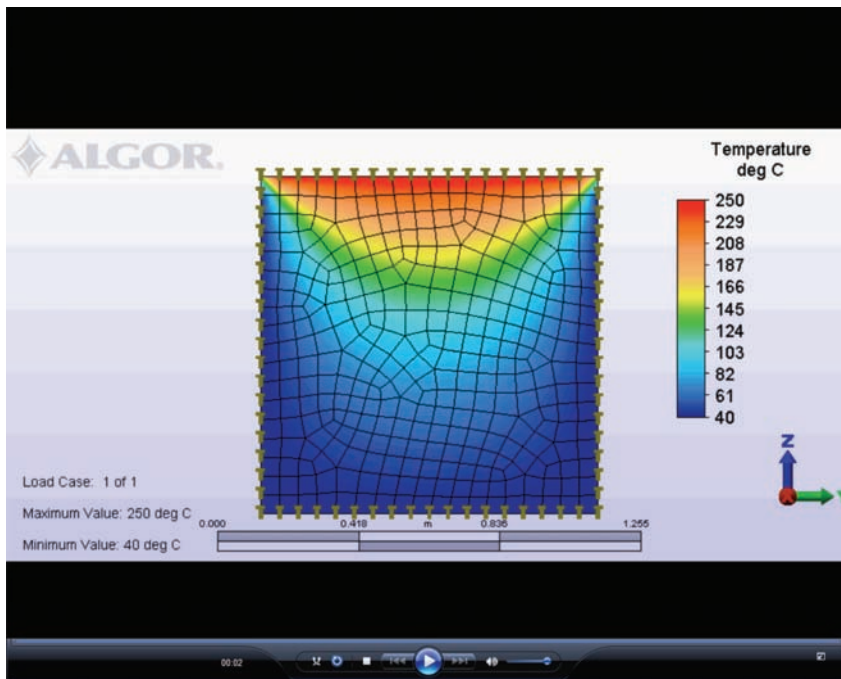 ALGOR.
Temperature
deg C
250
229
208
187
166
145
124
103
82
61
40
Load Case: 1 of 1
Maximum Value: 250 deg C
Minimum Value: 40 deg C
0.000 0.418 m 0.836 1.255
Z
Y
X
00:02